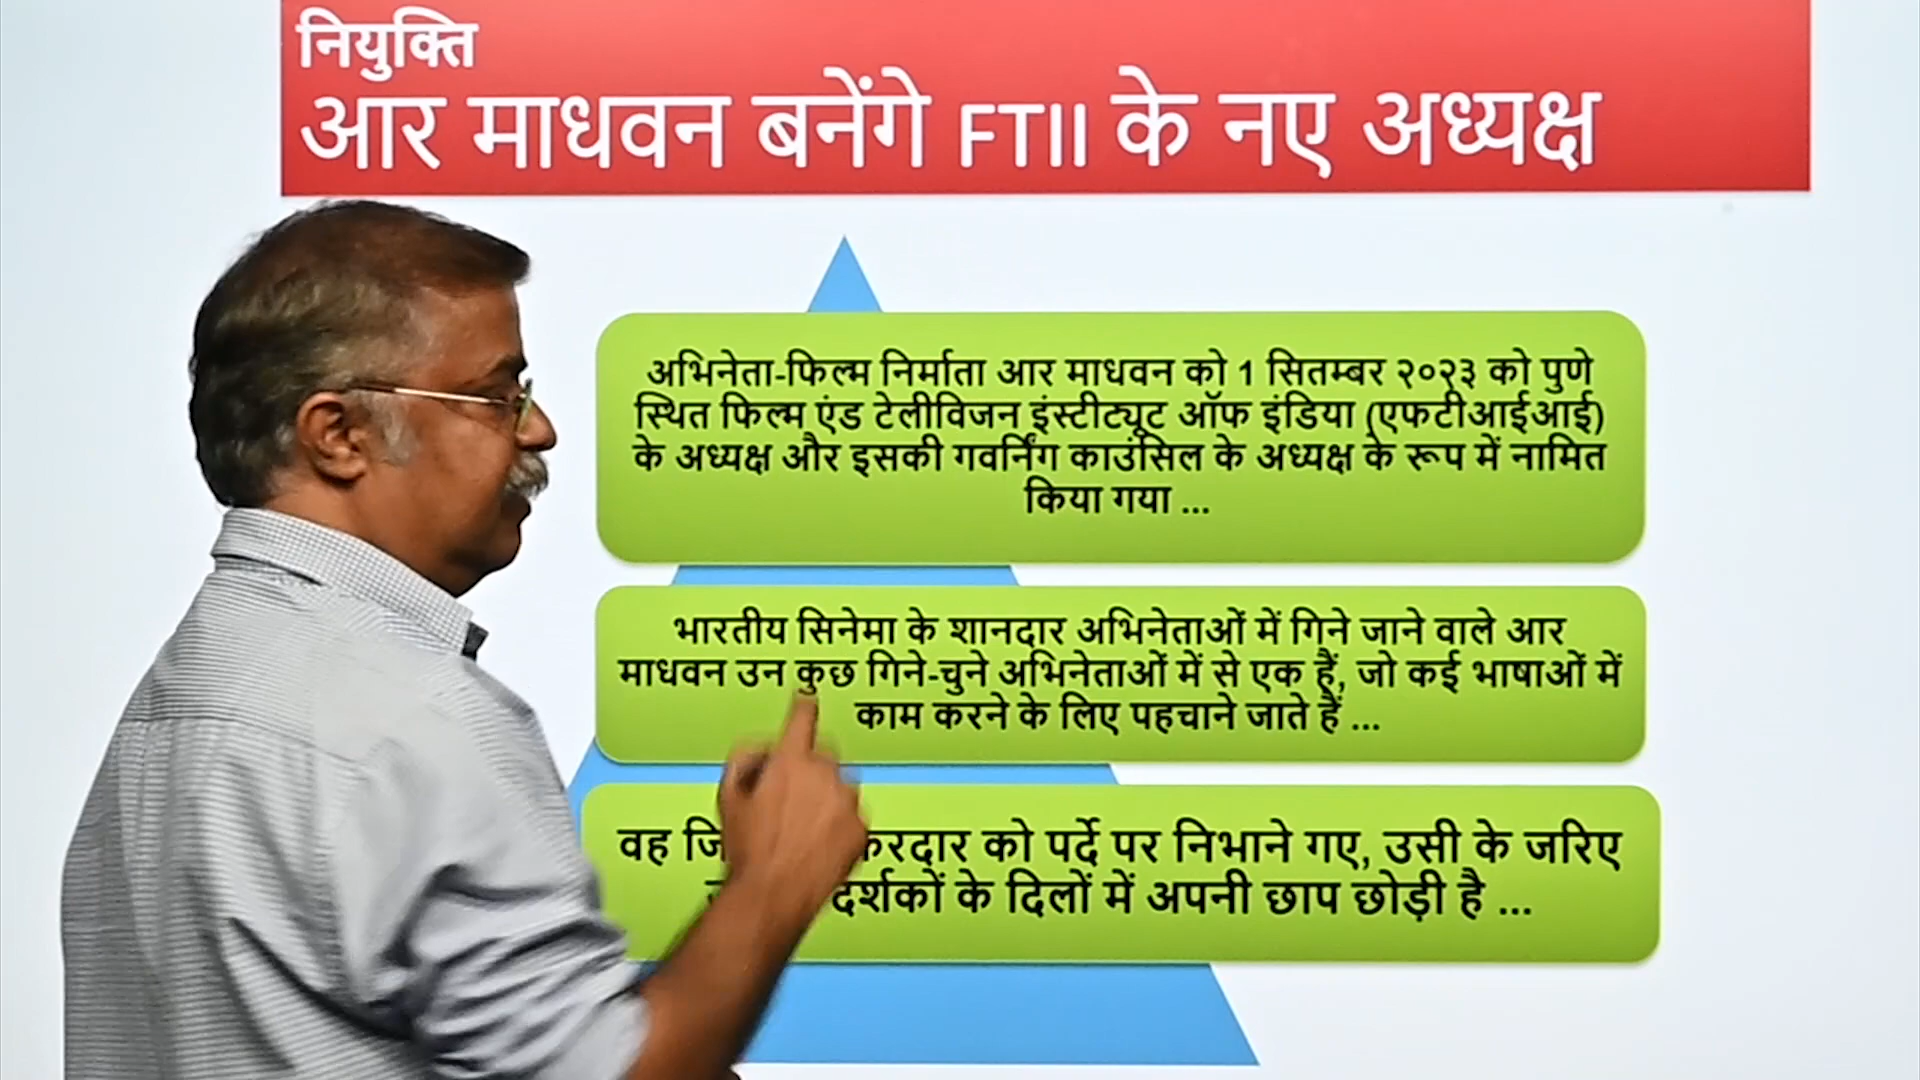 नियुक्ति
आर माधवन बनेंगे FTII के नए अध्यक्ष
अभिनेता-फिल्म निर्माता आर माधवन को 1 सितम्बर २०२३ को पुणे
स्थित फिल्म एंड टेलीविजन इंस्टीट्यूट ऑफ इंडिया (एफटीआईआई)
के अध्यक्ष और इसकी गवर्निंग काउंसिल के अध्यक्ष के रूप में नामित
किया गया ...
भारतीय सिनेमा के शानदार अभिनेताओं में गिने जाने वाले आर
माधवन उन कुछ गिने-चुने अभिनेताओं में से एक हैं, जो कई भाषाओं में
काम करने के लिए पहचाने जाते हैं ...
वह को पर्दे पर निभाने गए, उसी के जरिए
दर्शकों के दिलों में अपनी छाप छोड़ी है ...